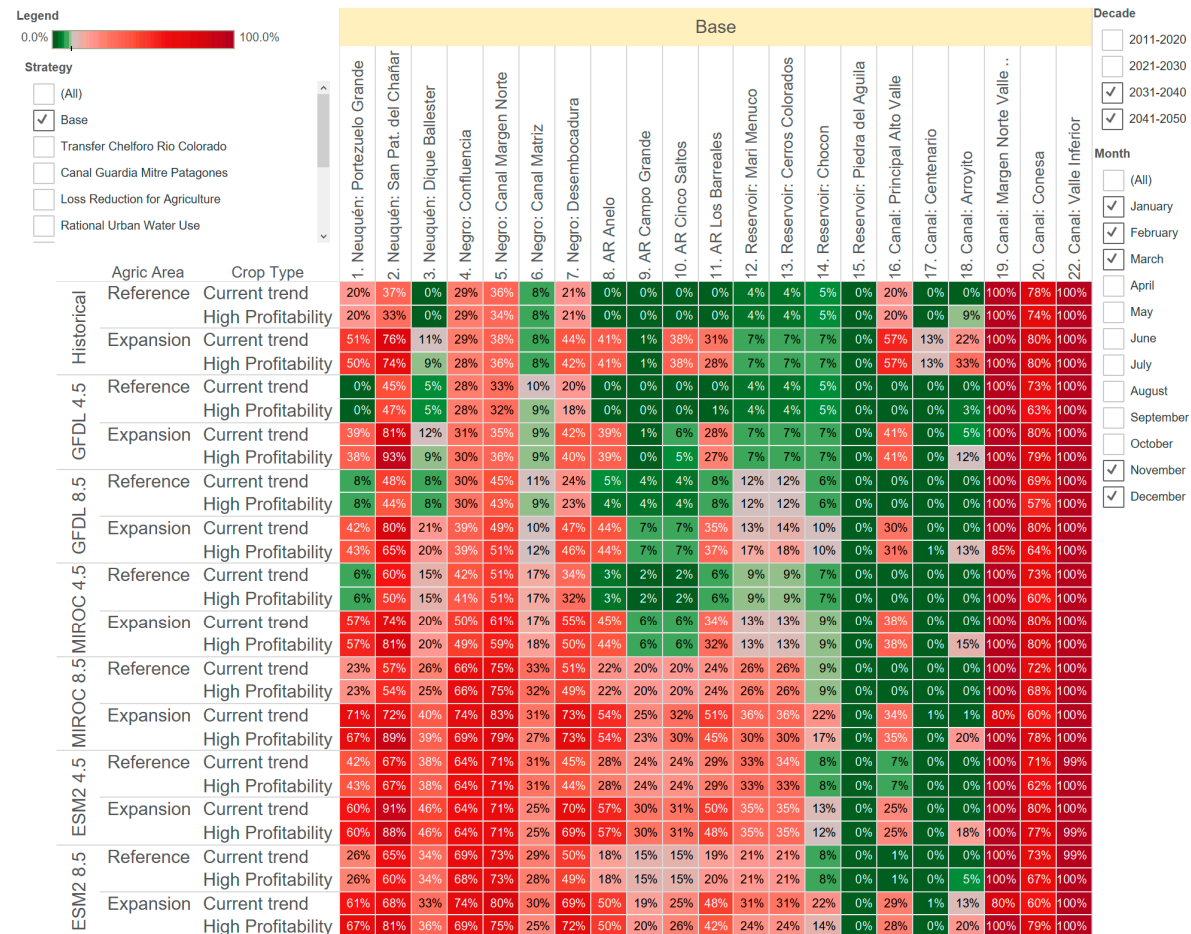 Legend
0.0% 100.0%
Strategy
(All)
Base
Transfer Chelforo Rio Colorado
Canal Guardia Mitre Patagones
Loss Reduction for Agriculture
Rational Urban Water Use
Base
1. Neuquén: Portezuelo Grande
2. Neuquén: San Pat. del Chañar
3. Neuquén: Dique Ballester
4. Negro: Confluencia
5. Negro: Canal Margen Norte
6. Negro: Canal Matriz
7. Negro: Desembocadura
8. AR Anelo
9. AR Campo Grande
10. AR Cinco Saltos
11. AR Los Barreales
12. Reservoir: Mari Menuco
13. Reservoir: Cerros Colorados
14. Reservoir: Chocon
15. Reservoir: Piedra del Aguila
16. Canal: Principal Alto Valle
17. Canal: Centenario
18. Canal: Arroyito
19. Canal: Margen Norte Valle ..
20. Canal: Conesa
22. Canal: Valle Inferior
Agric Area Crop Type
Historical
Reference Current trend 20% 37% 0% 29% 36% 8% 21% 0% 0% 0% 0% 4% 4% 5% 0% 20% 0% 0% 100% 78% 100%
High Profitability 20% 33% 0% 29% 34% 8% 21% 0% 0% 0% 0% 4% 4% 5% 0% 20% 0% 9% 100% 74% 100%
Expansion Current trend 51% 76% 11% 29% 38% 8% 44% 41% 1% 38% 31% 7% 7% 7% 0% 57% 13% 22% 100% 80% 100%
High Profitability 50% 74% 9% 28% 36% 8% 42% 41% 1% 38% 28% 7% 7% 7% 0% 57% 13% 33% 100% 80% 100%
GFDL 4.5
Reference Current trend 0% 45% 5% 28% 33% 10% 20% 0% 0% 0% 0% 4% 4% 5% 0% 0% 0% 0% 100% 73% 100%
High Profitability 0% 47% 5% 28% 32% 9% 18% 0% 0% 0% 1% 4% 4% 5% 0% 0% 0% 3% 100% 63% 100%
Expansion Current trend 39% 81% 12% 31% 35% 9% 42% 39% 1% 6% 28% 7% 7% 7% 0% 41% 0% 5% 100% 80% 100%
High Profitability 38% 93% 9% 30% 36% 9% 40% 39% 0% 5% 27% 7% 7% 7% 0% 41% 0% 12% 100% 79% 100%
GFDL 8.5
Reference Current trend 8% 48% 8% 30% 45% 11% 24% 5% 4% 4% 8% 12% 12% 6% 0% 0% 0% 0% 100% 69% 100%
High Profitability 8% 44% 8% 30% 43% 9% 23% 4% 4% 4% 8% 12% 12% 6% 0% 0% 0% 0% 100% 57% 100%
Expansion Current trend 42% 80% 21% 39% 49% 10% 47% 44% 7% 7% 35% 13% 14% 10% 0% 30% 0% 0% 100% 80% 100%
High Profitability 43% 65% 20% 39% 51% 12% 46% 44% 7% 7% 37% 17% 18% 10% 0% 31% 1% 13% 85% 64% 100%
MIROC 4.5
Reference Current trend 6% 60% 15% 42% 51% 17% 34% 3% 2% 2% 6% 9% 9% 7% 0% 0% 0% 0% 100% 73% 100%
High Profitability 6% 50% 15% 41% 51% 17% 32% 3% 2% 2% 6% 9% 9% 7% 0% 0% 0% 0% 100% 60% 100%
Expansion Current trend 57% 74% 20% 50% 61% 17% 55% 45% 6% 6% 34% 13% 13% 9% 0% 38% 0% 0% 100% 80% 100%
High Profitability 57% 81% 20% 49% 59% 18% 50% 44% 6% 6% 32% 13% 13% 9% 0% 38% 0% 15% 100% 80% 100%
MIROC 8.5
Reference Current trend 23% 57% 26% 66% 75% 33% 51% 22% 20% 20% 24% 26% 26% 9% 0% 0% 0% 0% 100% 72% 100%
High Profitability 23% 54% 25% 66% 75% 32% 49% 22% 20% 20% 24% 26% 26% 9% 0% 0% 0% 0% 100% 68% 100%
Expansion Current trend 71% 72% 40% 74% 83% 31% 73% 54% 25% 32% 51% 36% 36% 22% 0% 34% 1% 1% 80% 60% 100%
High Profitability 67% 89% 39% 69% 79% 27% 73% 54% 23% 30% 45% 30% 30% 17% 0% 35% 0% 20% 100% 78% 100%
ESM2 4.5
Reference Current trend 42% 67% 38% 64% 71% 31% 45% 28% 24% 24% 29% 33% 34% 8% 0% 7% 0% 0% 100% 71% 99%
High Profitability 43% 67% 38% 64% 71% 31% 44% 28% 24% 24% 29% 33% 33% 8% 0% 7% 0% 0% 100% 62% 100%
Expansion Current trend 60% 91% 46% 64% 71% 25% 70% 57% 30% 31% 50% 35% 35% 13% 0% 25% 0% 0% 100% 80% 100%
High Profitability 60% 88% 46% 64% 71% 25% 69% 57% 30% 31% 48% 35% 35% 12% 0% 25% 0% 18% 100% 77% 99%
ESM2 8.5
Reference Current trend 26% 65% 34% 69% 73% 29% 50% 18% 15% 15% 19% 21% 21% 8% 0% 1% 0% 0% 100% 73% 99%
High Profitability 26% 60% 34% 68% 73% 28% 49% 18% 15% 15% 20% 21% 21% 8% 0% 1% 0% 5% 100% 67% 100%
Expansion Current trend 61% 68% 33% 74% 80% 30% 69% 50% 19% 25% 48% 31% 31% 22% 0% 29% 1% 13% 80% 60% 100%
High Profitability 67% 81% 36% 69% 75% 25% 72% 50% 20% 26% 42% 24% 24% 14% 0% 28% 0% 20% 100% 79% 100%
Decade
2011-2020
2021-2030
2031-2040
2041-2050
Month
(All)
January
February
March
April
May
June
July
August
September
October
November
December